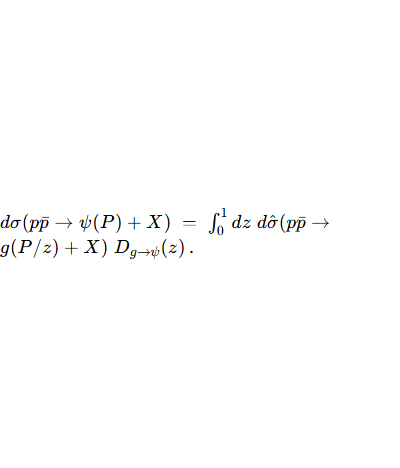 dσ(pp̄ → ψ(P) + X) = ∫₀¹ dz dσ̂(pp̄ →
g(P/z) + X) D_{g→ψ}(z) .